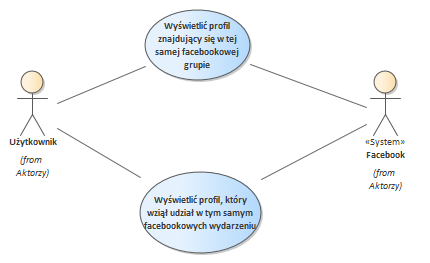 Wyświetlić profil
znajdujący się w tej
samej facebookowej
grupie
Użytkownik
(from
Aktorzy)
«System»
Facebook
(from
Aktorzy)
Wyświetlić profil, który
wziął udział w tym samym
facebookowych wydarzeniu